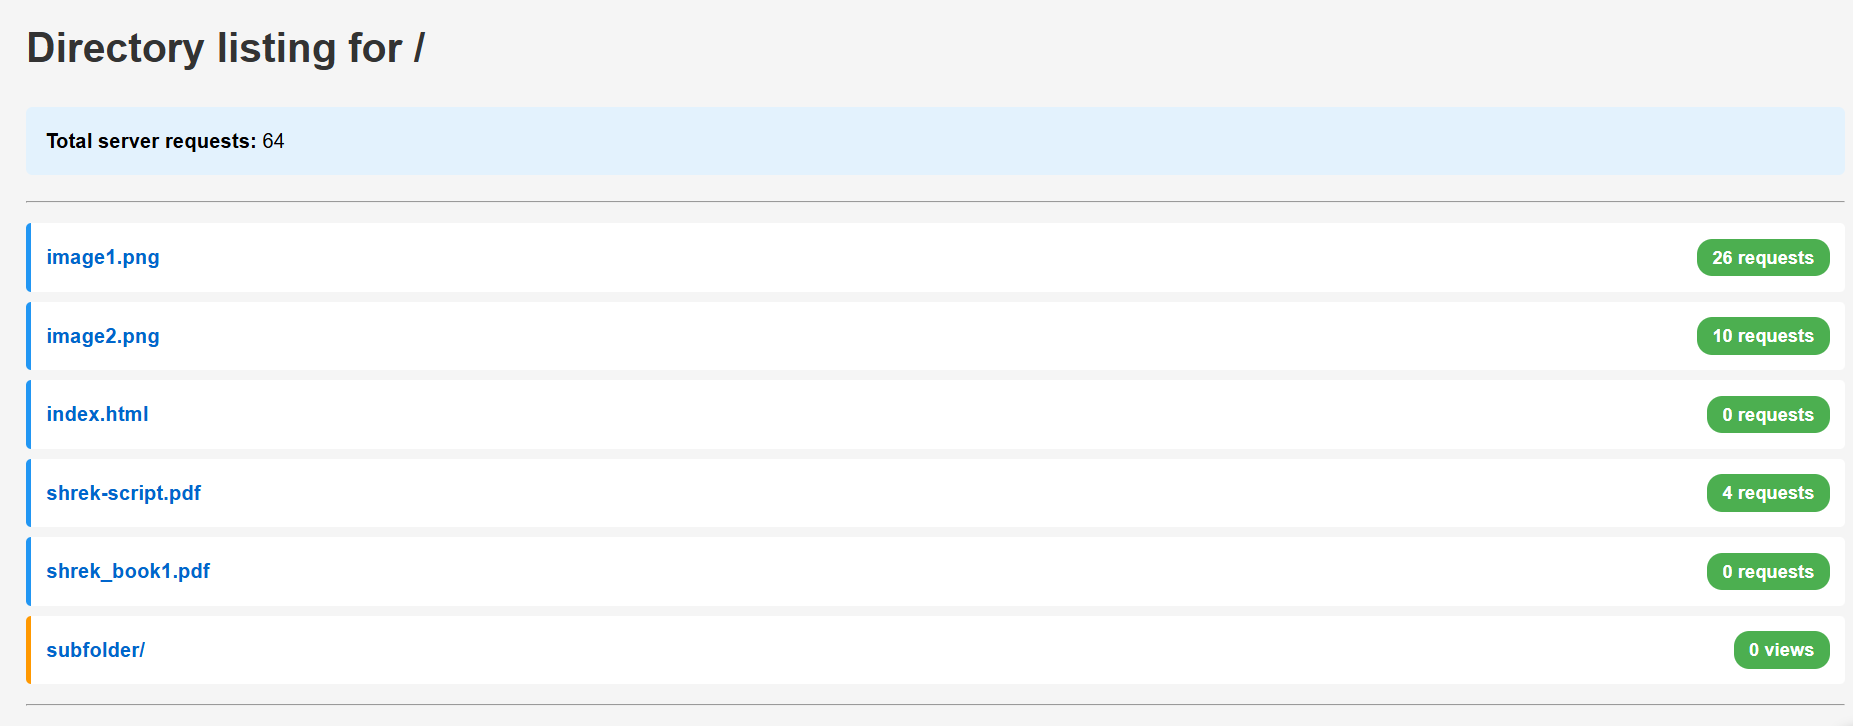 Directory listing for /
Total server requests: 64
image1.png 26 requests
image2.png 10 requests
index.html 0 requests
shrek-script.pdf 4 requests
shrek_book1.pdf 0 requests
subfolder/ 0 views